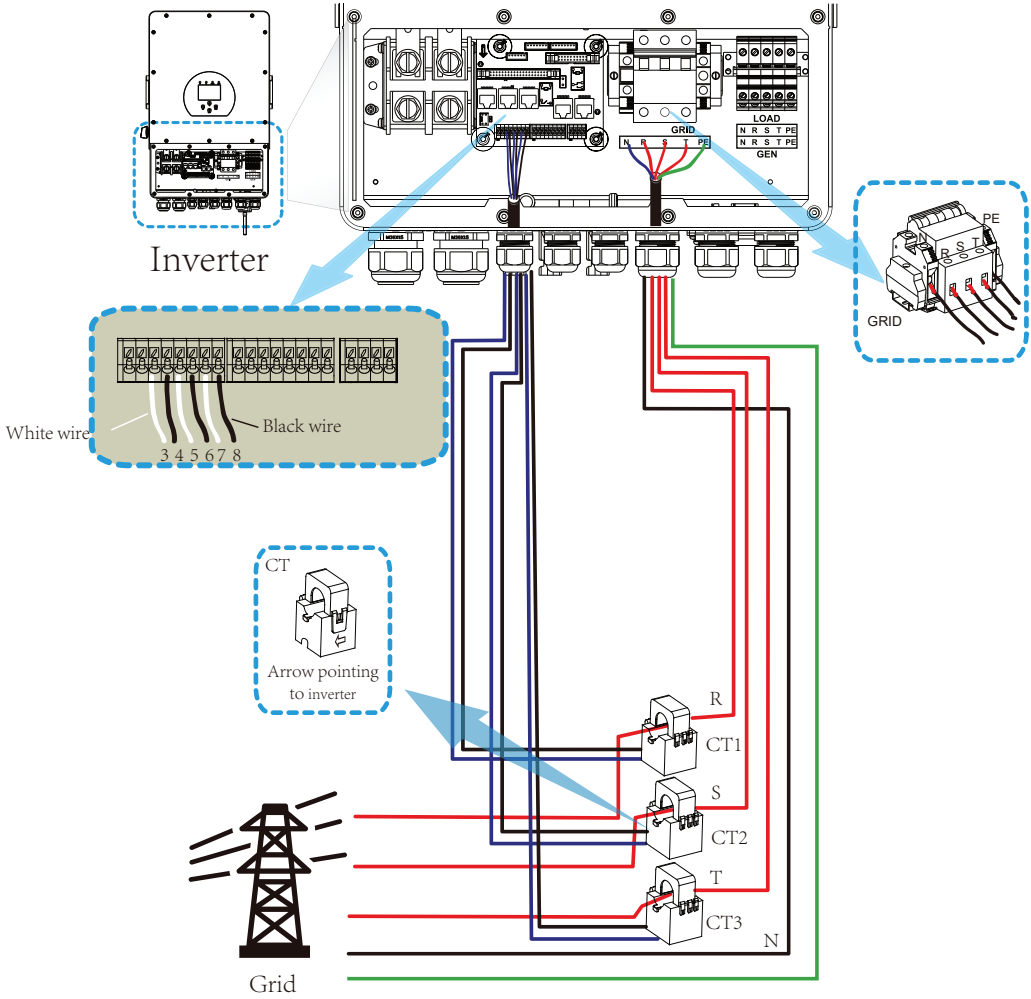 Inverter
LOAD
N R S T PE
N R S T PE
GEN
GRID
N R S T PE
N
R S T
PE
GRID
White wire
Black wire
3 4 5 6 7 8
CT
Arrow pointing
to inverter
R
CT1
S
CT2
T
CT3
N
Grid